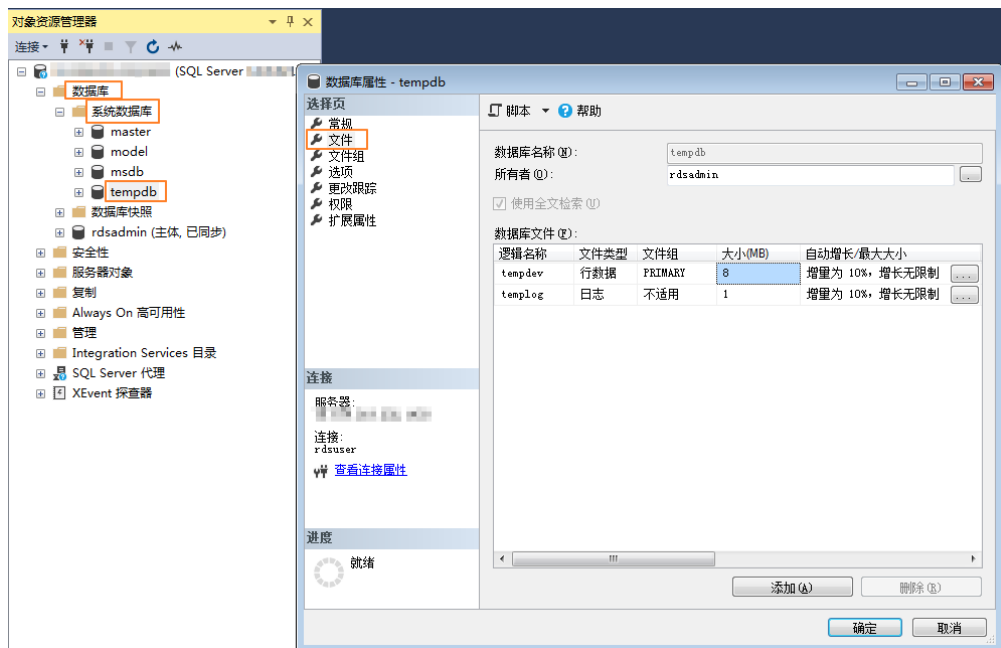 对象资源管理器
连接
(SQL Server
数据库
系统数据库
master
model
msdb
tempdb
数据库快照
rdsadmin (主体, 已同步)
安全性
服务器对象
复制
Always On 高可用性
管理
Integration Services 目录
SQL Server 代理
XEvent 探查器
数据库属性 - tempdb
选择页
常规
文件
文件组
选项
更改跟踪
权限
扩展属性
连接
服务器:
连接:
rdsuser
查看连接属性
进度
就绪
脚本 帮助
数据库名称(N): tempdb
所有者(O): rdsadmin
使用全文检索(U)
数据库文件(F):
逻辑名称 文件类型 文件组 大小(MB) 自动增长/最大大小
tempdev 行数据 PRIMARY 8 增量为 10%, 增长无限制 ...
templog 日志 不适用 1 增量为 10%, 增长无限制 ...
添加(A) 删除(R)
确定 取消